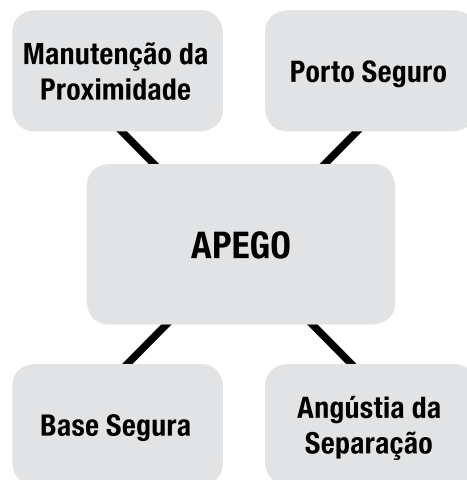 Manutenção da
Proximidade
Porto Seguro
APEGO
Base Segura
Angústia da
Separação